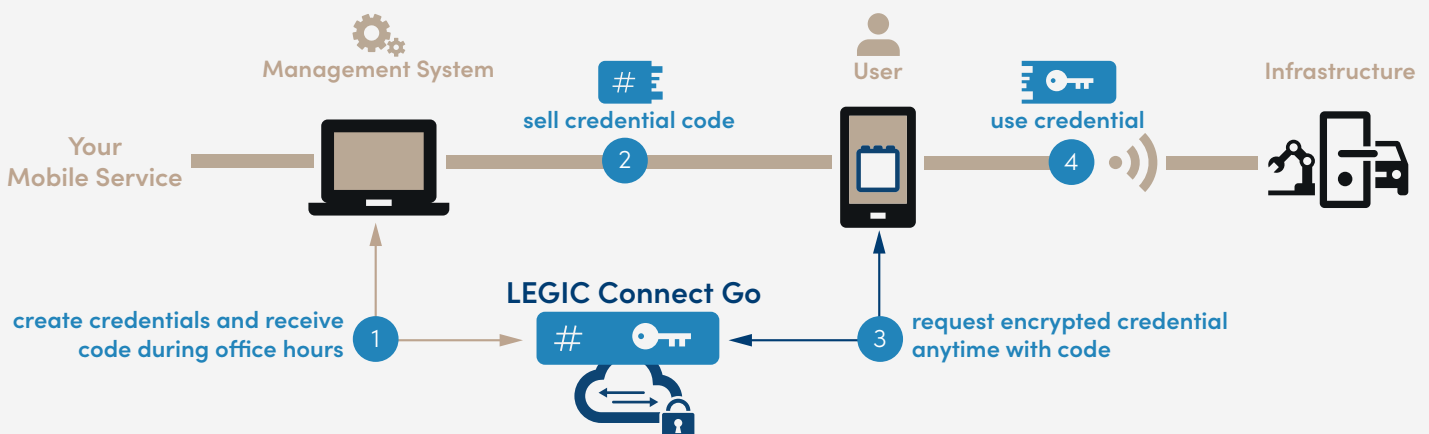 Management System
User
Infrastructure
#
sell credential code
use credential
Your
Mobile Service
2
4
LEGIC Connect Go
create credentials and receive
code during office hours
1
#
3
request encrypted credential
anytime with code